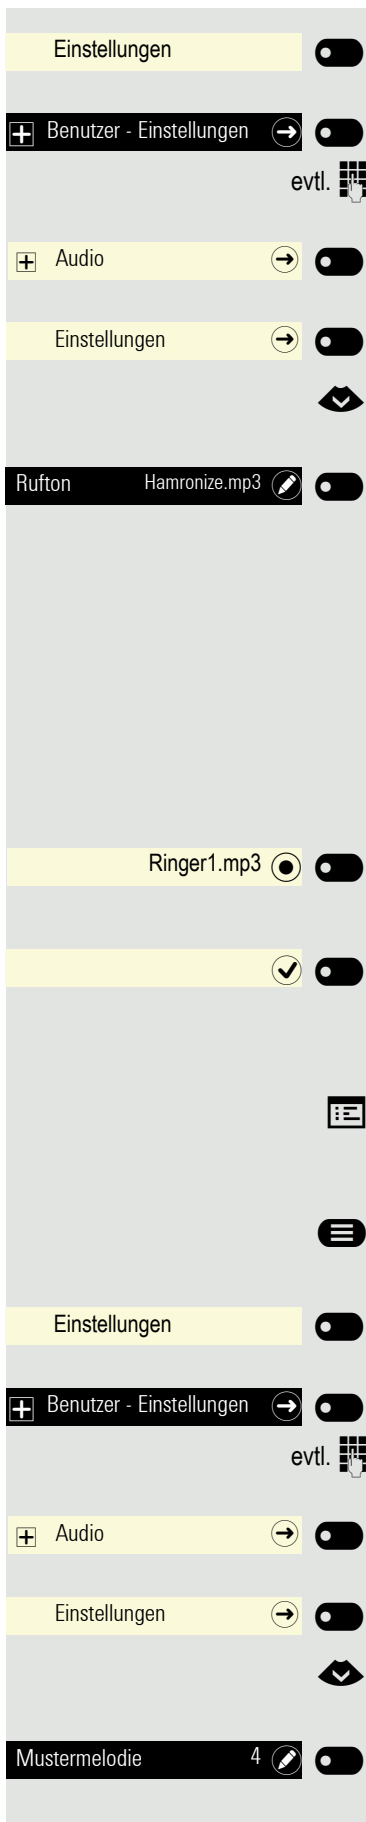 Einstellungen
Benutzer - Einstellungen
evtl.
Audio
Einstellungen
Rufton Hamronize.mp3
Ringer1.mp3
Einstellungen
Benutzer - Einstellungen
evtl.
Audio
Einstellungen
Mustermelodie 4